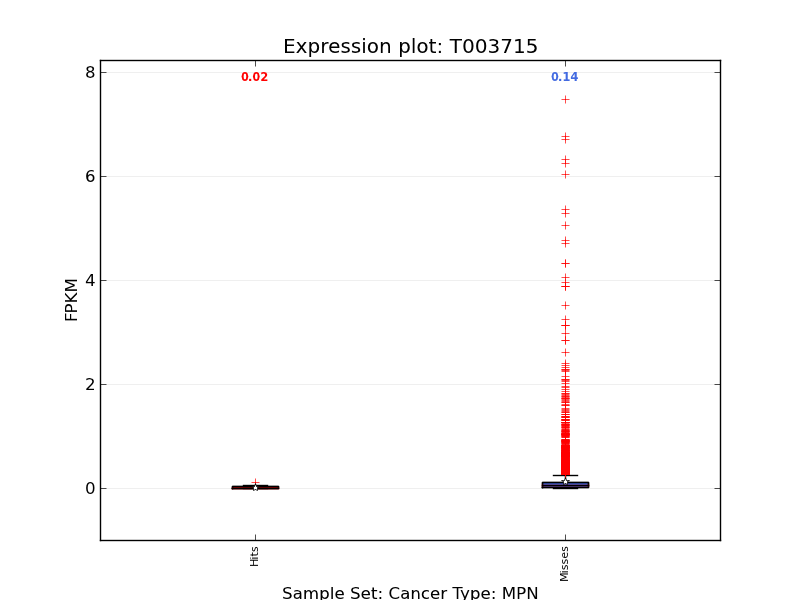 Expression plot: T003715
0.02
0.14
8
6
4
2
0
FPKM
Hits
Misses
Sample Set: Cancer Type: MPN